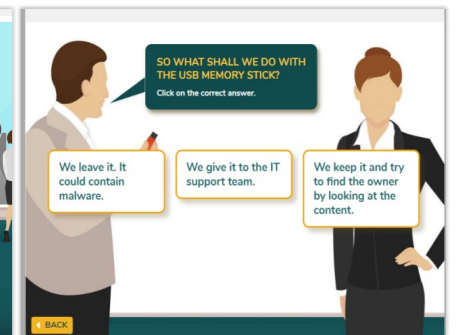 SO WHAT SHALL WE DO WITH
THE USB MEMORY STICK?
Click on the correct answer.
We leave it. It
could contain
malware.
We give it to the IT
support team.
We keep it and try
to find the owner
by looking at the
content.
BACK